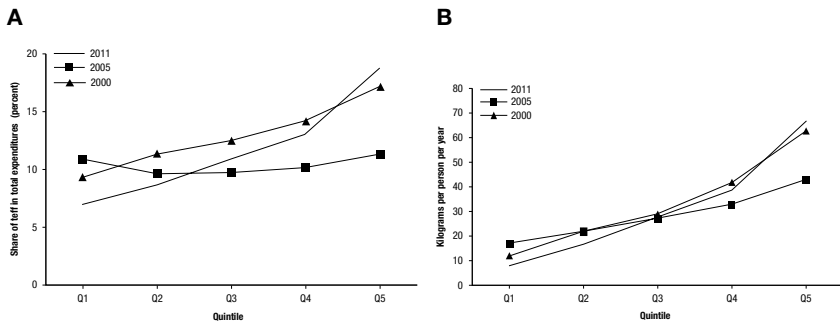 A
2011
2005
2000
20
15
10
5
0
Share of teff in total expenditures (percent)
Q1 Q2 Q3 Q4 Q5
Quintile
B
2011
2005
2000
80
70
60
50
40
30
20
10
0
Kilograms per person per year
Q1 Q2 Q3 Q4 Q5
Quintile